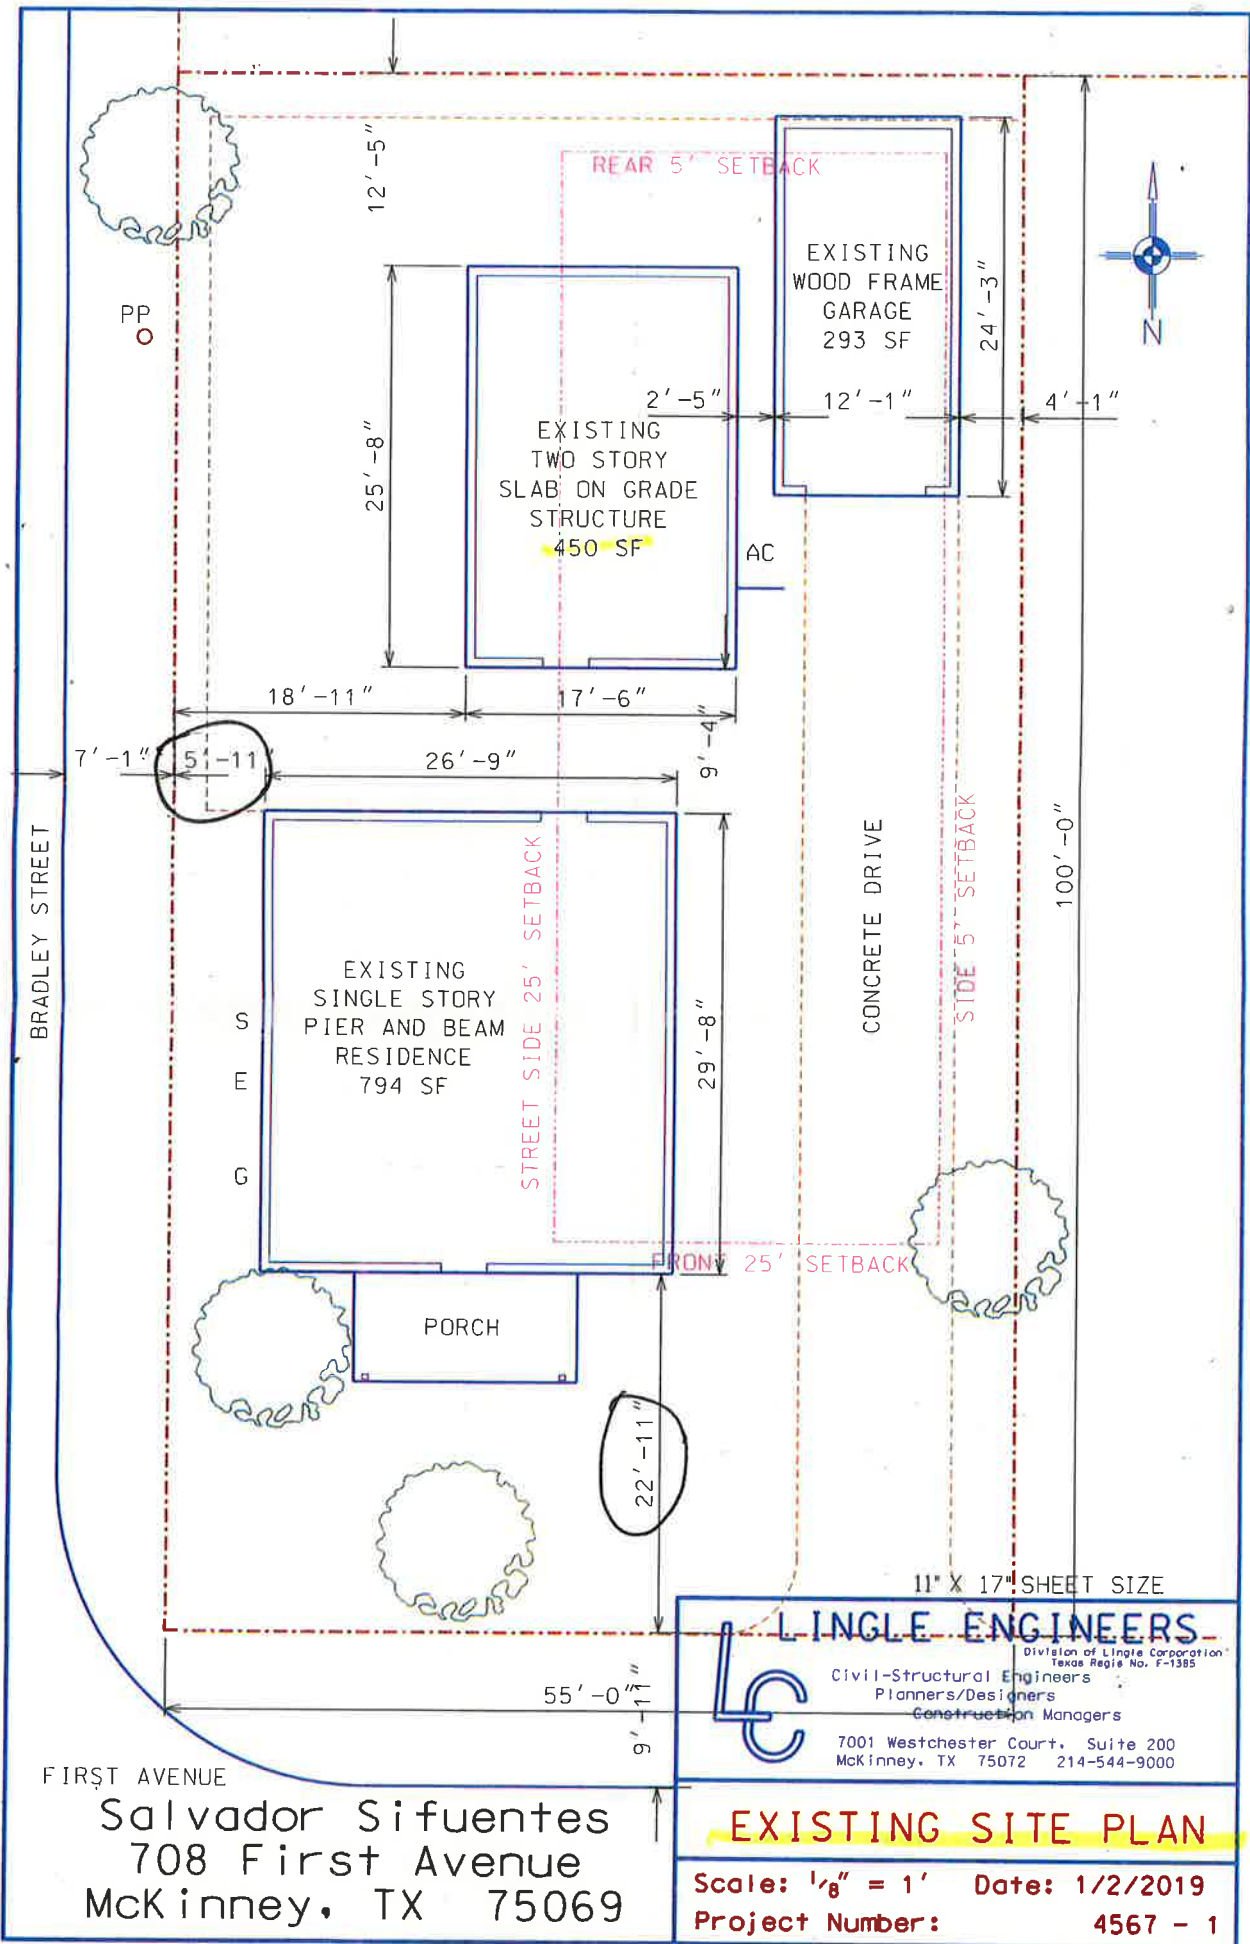 12'-5"
REAR 5' SETBACK
EXISTING
WOOD FRAME
GARAGE
293 SF
24'-3"
N
PP
25'-8"
2'-5"
12'-1"
4'-1"
EXISTING
TWO STORY
SLAB ON GRADE
STRUCTURE
450 SF
AC
18'-11"
17'-6"
9'-4"
7'-1"
5'-11
26'-9"
BRADLEY STREET
STREET SIDE 25' SETBACK
CONCRETE DRIVE
SIDE 5' SETBACK
100'-0"
EXISTING
SINGLE STORY
PIER AND BEAM
RESIDENCE
794 SF
S
E
G
29'-8"
FRONT 25' SETBACK
PORCH
22'-11"
11" X 17" SHEET SIZE
LINGLE ENGINEERS
Division of Lingle Corporation
Texas Regis No. F-1385
Civil-Structural Engineers
Planners/Designers
Construction Managers
7001 Westchester Court, Suite 200
McKinney, TX 75072 214-544-9000
LC
55'-0"
9'-11"
FIRST AVENUE
Salvador Sifuentes
708 First Avenue
McKinney, TX 75069
EXISTING SITE PLAN
Scale: 1/8" = 1' Date: 1/2/2019
Project Number: 4567 - 1